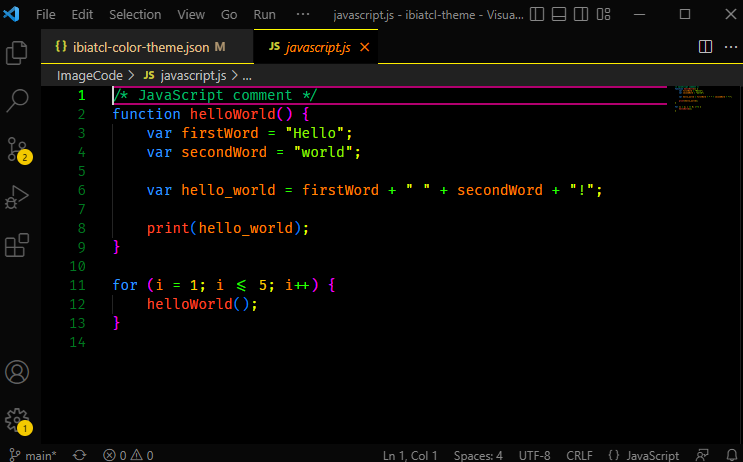 File Edit Selection View Go Run ··· javascript.js - ibiatcl-theme - Visua...
{} ibiatcl-color-theme.json M JS javascript.js
ImageCode > JS javascript.js > ...
1 /* JavaScript comment */
2 function helloWorld() {
3     var firstWord = "Hello";
4     var secondWord = "world";
5
6     var hello_world = firstWord + " " + secondWord + "!";
7
8     print(hello_world);
9 }
10
11 for (i = 1; i <= 5; i++) {
12     helloWorld();
13 }
14
2
1
main* 0 0 Ln 1, Col 1 Spaces: 4 UTF-8 CRLF {} JavaScript